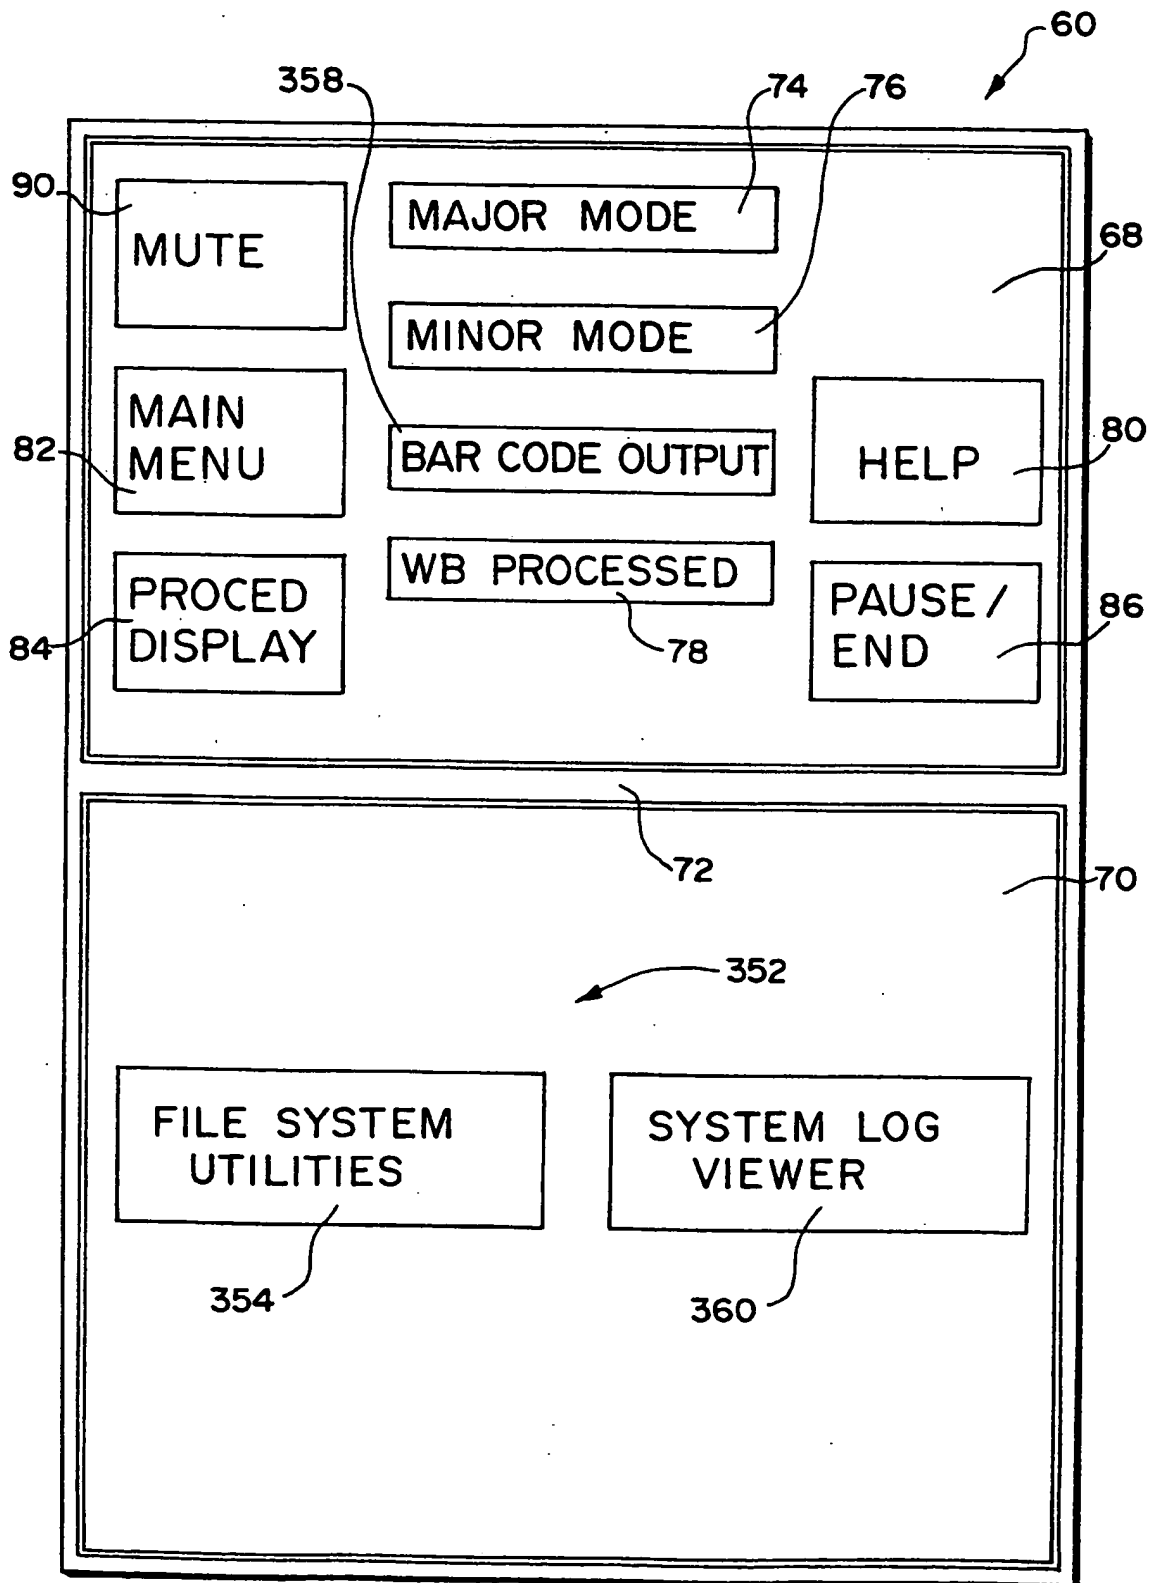 60
358
74
76
90
MUTE
MAJOR MODE
68
MINOR MODE
MAIN
MENU
82
BAR CODE OUTPUT
HELP
80
PROCED
DISPLAY
84
WB PROCESSED
78
PAUSE /
END
86
72
70
352
FILE SYSTEM
UTILITIES
354
SYSTEM LOG
VIEWER
360